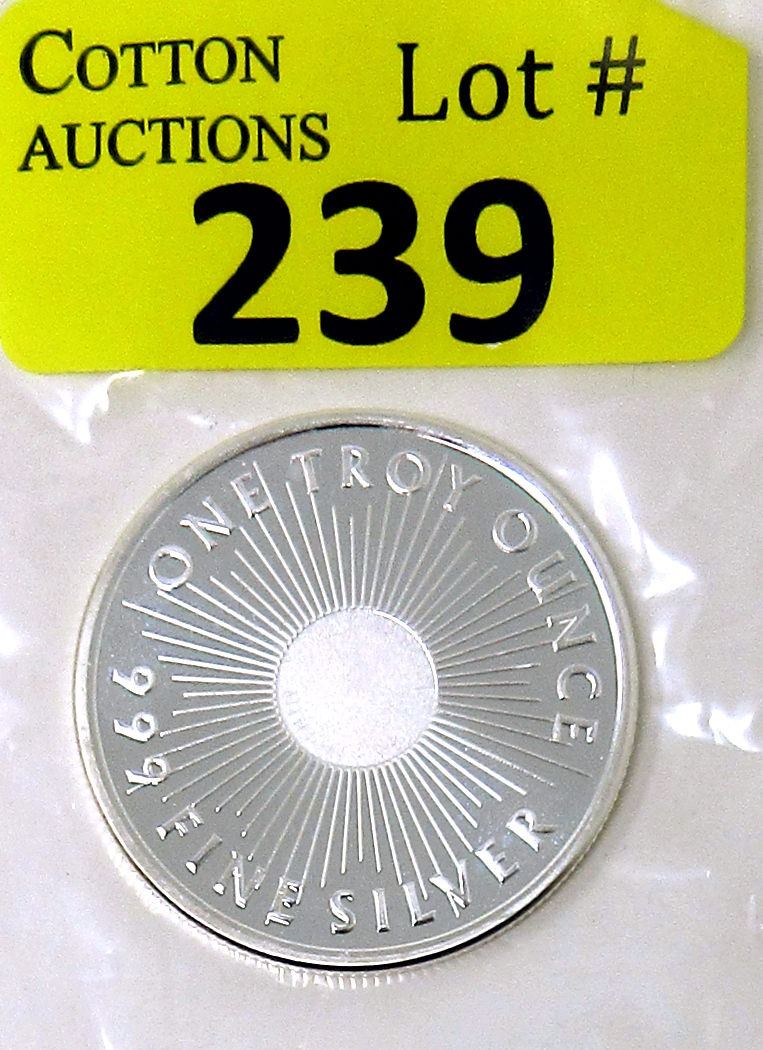 COTTON
AUCTIONS
Lot #
239
ONE TROY OUNCE
999 FINE SILVER